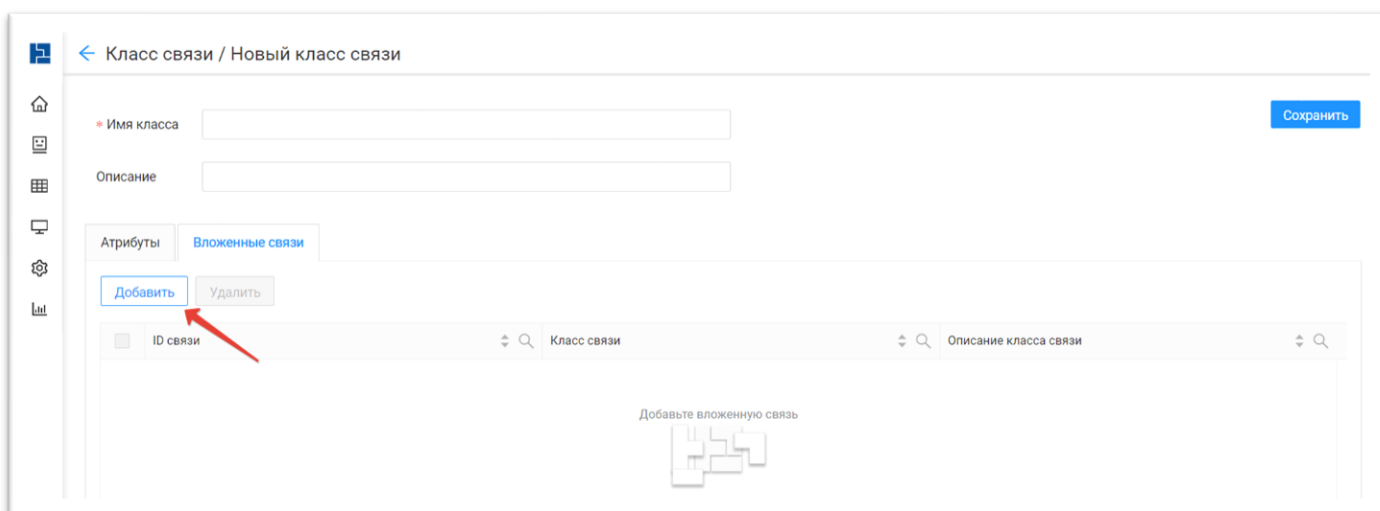 Класс связи / Новый класс связи
* Имя класса
Сохранить
Описание
Атрибуты Вложенные связи
Добавить Удалить
ID связи Класс связи Описание класса связи
Добавьте вложенную связь